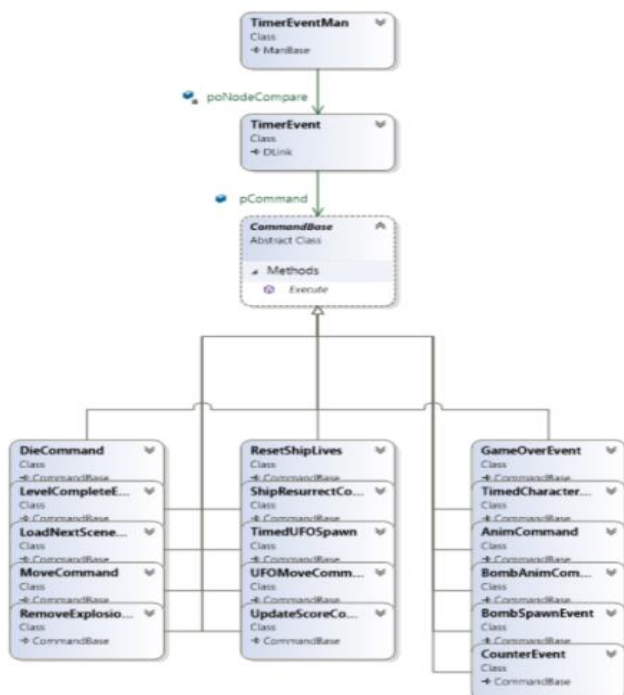 TimerEventMan
Class
ManBase
poNodeCompare
TimerEvent
Class
DLink
pCommand
CommandBase
Abstract Class
Methods
Execute
DieCommand
Class
CommandBase
LevelCompleteE...
Class
CommandBase
LoadNextScene...
Class
CommandBase
MoveCommand
Class
CommandBase
RemoveExplosio...
Class
CommandBase
ResetShipLives
Class
CommandBase
ShipResurrectCo...
Class
CommandBase
TimedUFOSpawn
Class
CommandBase
UFOMoveComm...
Class
CommandBase
UpdateScoreCo...
Class
CommandBase
GameOverEvent
Class
CommandBase
TimedCharacter...
Class
CommandBase
AnimCommand
Class
CommandBase
BombAnimCom...
Class
CommandBase
BombSpawnEvent
Class
CommandBase
CounterEvent
Class
CommandBase